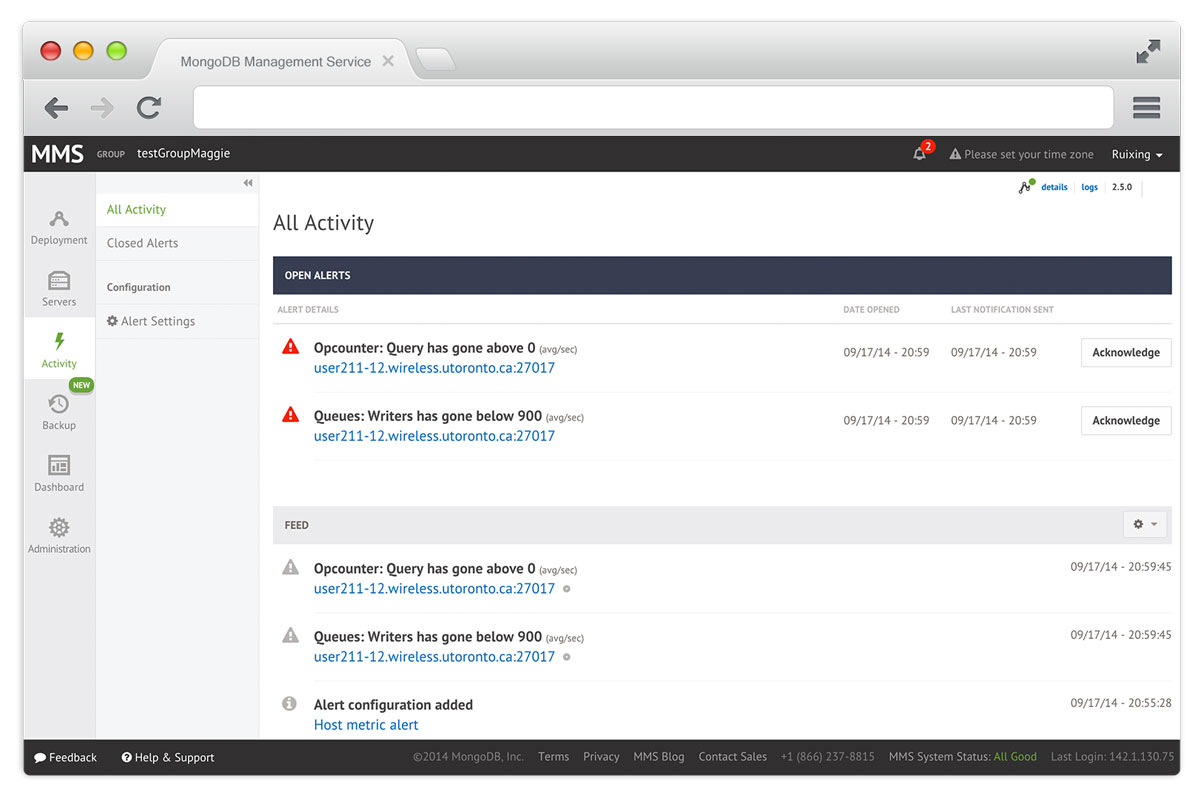 MongoDB Management Service
MMS GROUP testGroupMaggie
2 Please set your time zone Ruixing
details logs 2.5.0
Deployment
Servers
Activity
NEW
Backup
Dashboard
Administration
All Activity
Closed Alerts
Configuration
Alert Settings
All Activity
OPEN ALERTS
ALERT DETAILS DATE OPENED LAST NOTIFICATION SENT
Opcounter: Query has gone above 0 (avg/sec)
user211-12.wireless.utoronto.ca:27017
09/17/14 - 20:59 09/17/14 - 20:59 Acknowledge
Queues: Writers has gone below 900 (avg/sec)
user211-12.wireless.utoronto.ca:27017
09/17/14 - 20:59 09/17/14 - 20:59 Acknowledge
FEED
Opcounter: Query has gone above 0 (avg/sec) 09/17/14 - 20:59:45
user211-12.wireless.utoronto.ca:27017
Queues: Writers has gone below 900 (avg/sec) 09/17/14 - 20:59:45
user211-12.wireless.utoronto.ca:27017
Alert configuration added 09/17/14 - 20:55:28
Host metric alert
Feedback Help & Support ©2014 MongoDB, Inc. Terms Privacy MMS Blog Contact Sales +1 (866) 237-8815 MMS System Status: All Good Last Login: 142.1.130.75